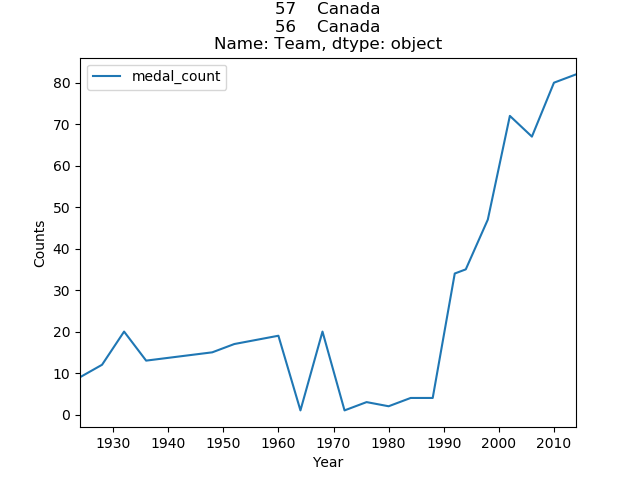 57    Canada
56    Canada
Name: Team, dtype: object
medal_count
80
70
60
50
40
30
20
10
0
Counts
1930 1940 1950 1960 1970 1980 1990 2000 2010
Year